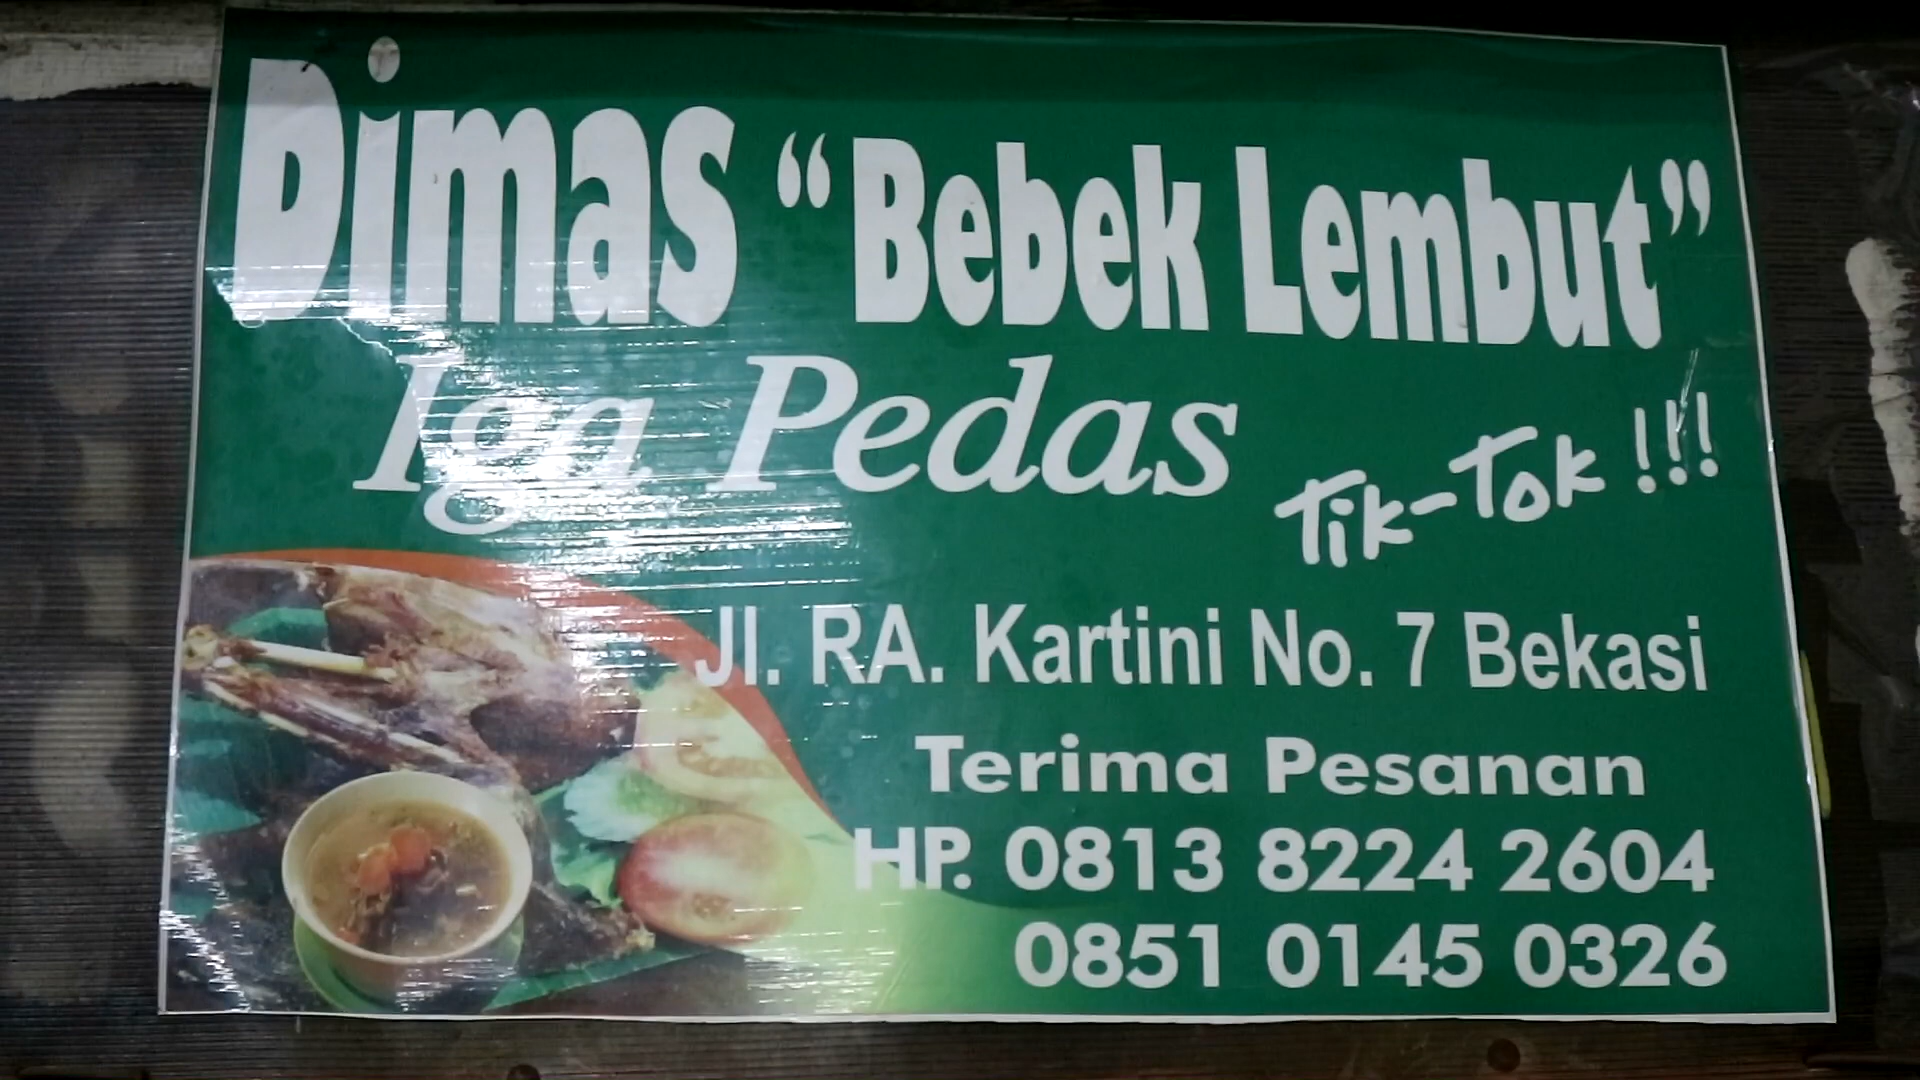 Dimas “Bebek Lembut”
Iga Pedas Tik-Tok !!!
Jl. RA. Kartini No. 7 Bekasi
Terima Pesanan
HP. 0813 8224 2604
0851 0145 0326